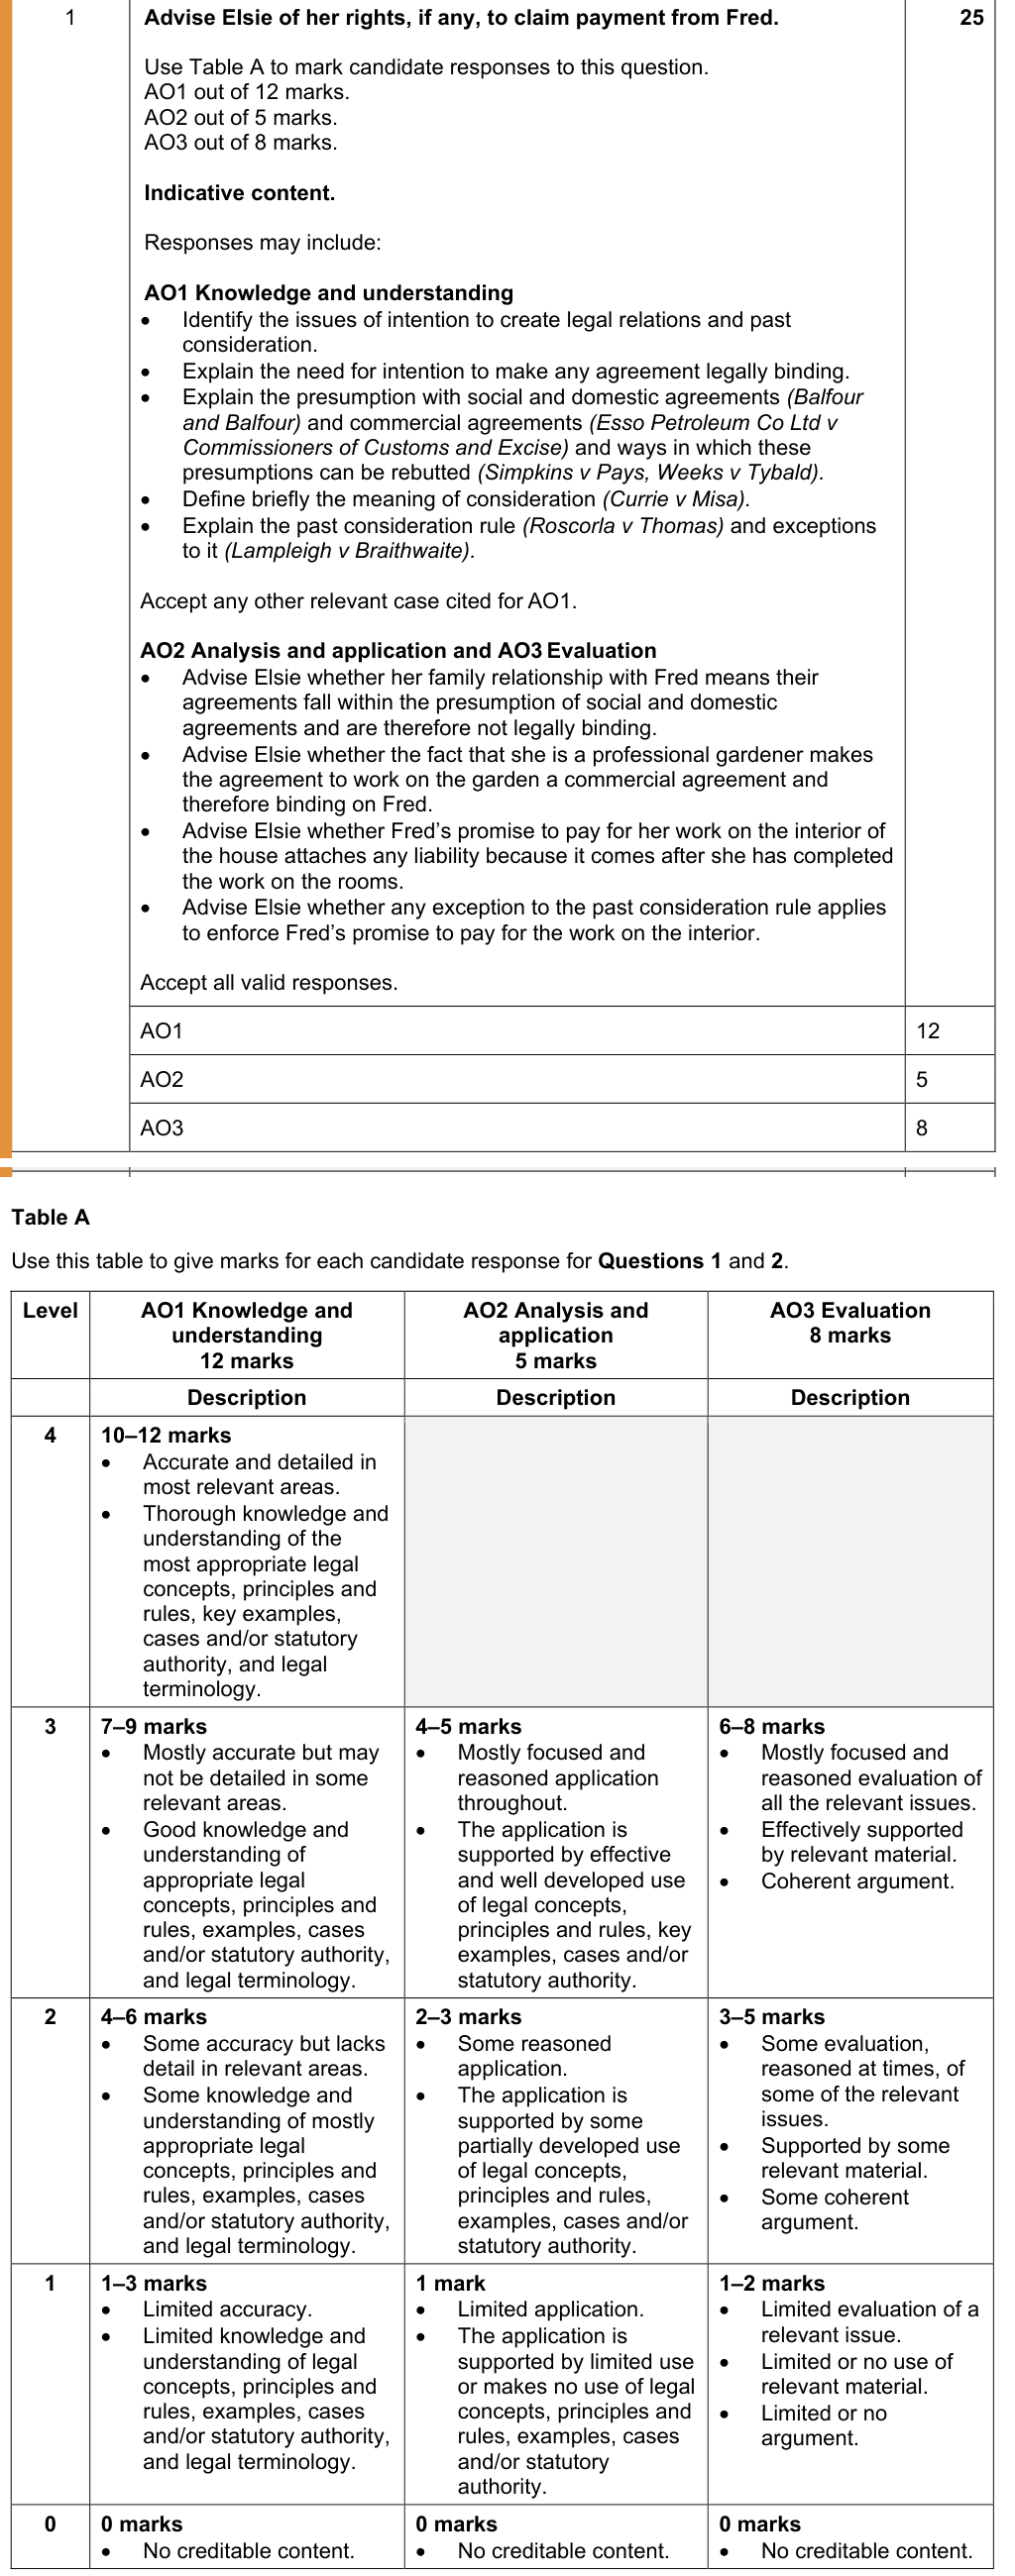 1 Advise Elsie of her rights, if any, to claim payment from Fred. 25
Use Table A to mark candidate responses to this question.
AO1 out of 12 marks.
AO2 out of 5 marks.
AO3 out of 8 marks.
Indicative content.
Responses may include:
AO1 Knowledge and understanding
• Identify the issues of intention to create legal relations and past
consideration.
• Explain the need for intention to make any agreement legally binding.
• Explain the presumption with social and domestic agreements (Balfour
and Balfour) and commercial agreements (Esso Petroleum Co Ltd v
Commissioners of Customs and Excise) and ways in which these
presumptions can be rebutted (Simpkins v Pays, Weeks v Tybald).
• Define briefly the meaning of consideration (Currie v Misa).
• Explain the past consideration rule (Roscorla v Thomas) and exceptions
to it (Lampleigh v Braithwaite).
Accept any other relevant case cited for AO1.
AO2 Analysis and application and AO3 Evaluation
• Advise Elsie whether her family relationship with Fred means their
agreements fall within the presumption of social and domestic
agreements and are therefore not legally binding.
• Advise Elsie whether the fact that she is a professional gardener makes
the agreement to work on the garden a commercial agreement and
therefore binding on Fred.
• Advise Elsie whether Fred's promise to pay for her work on the interior of
the house attaches any liability because it comes after she has completed
the work on the rooms.
• Advise Elsie whether any exception to the past consideration rule applies
to enforce Fred's promise to pay for the work on the interior.
Accept all valid responses.
AO1 12
AO2 5
AO3 8
Table A
Use this table to give marks for each candidate response for Questions 1 and 2.
Level
AO1 Knowledge and
understanding
12 marks
AO2 Analysis and
application
5 marks
AO3 Evaluation
8 marks
Description
Description
Description
4
10–12 marks
• Accurate and detailed in
most relevant areas.
• Thorough knowledge and
understanding of the
most appropriate legal
concepts, principles and
rules, key examples,
cases and/or statutory
authority, and legal
terminology.
3
7–9 marks
• Mostly accurate but may
not be detailed in some
relevant areas.
• Good knowledge and
understanding of
appropriate legal
concepts, principles and
rules, examples, cases
and/or statutory authority,
and legal terminology.
4–5 marks
• Mostly focused and
reasoned application
throughout.
• The application is
supported by effective
and well developed use
of legal concepts,
principles and rules, key
examples, cases and/or
statutory authority.
6–8 marks
• Mostly focused and
reasoned evaluation of
all the relevant issues.
• Effectively supported
by relevant material.
• Coherent argument.
2
4–6 marks
• Some accuracy but lacks
detail in relevant areas.
• Some knowledge and
understanding of mostly
appropriate legal
concepts, principles and
rules, examples, cases
and/or statutory authority,
and legal terminology.
2–3 marks
• Some reasoned
application.
• The application is
supported by some
partially developed use
of legal concepts,
principles and rules,
examples, cases and/or
statutory authority.
3–5 marks
• Some evaluation,
reasoned at times, of
some of the relevant
issues.
• Supported by some
relevant material.
• Some coherent
argument.
1
1–3 marks
• Limited accuracy.
• Limited knowledge and
understanding of legal
concepts, principles and
rules, examples, cases
and/or statutory authority,
and legal terminology.
1 mark
• Limited application.
• The application is
supported by limited use
or makes no use of legal
concepts, principles and
rules, examples, cases
and/or statutory
authority.
1–2 marks
• Limited evaluation of a
relevant issue.
• Limited or no use of
relevant material.
• Limited or no
argument.
0
0 marks
• No creditable content.
0 marks
• No creditable content.
0 marks
• No creditable content.